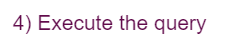 4) Execute the query